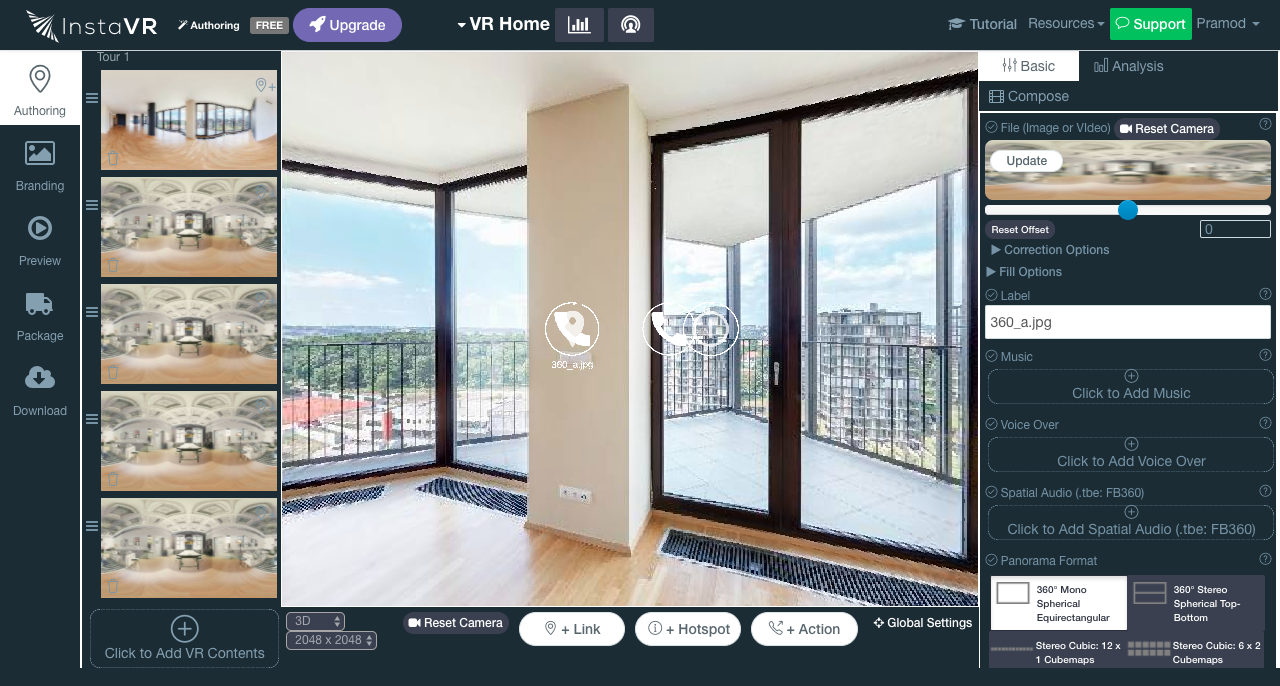 InstaVR
Authoring
FREE
Upgrade
VR Home
Tutorial
Resources
Support
Pramod
Authoring
Branding
Preview
Package
Download
Tour 1
Click to Add VR Contents
360_a.jpg
3D
2048 x 2048
Reset Camera
+ Link
+ Hotspot
+ Action
Global Settings
Basic
Analysis
Compose
File (Image or VIdeo)
Reset Camera
Update
Reset Offset
0
Correction Options
Fill Options
Label
360_a.jpg
Music
Click to Add Music
Voice Over
Click to Add Voice Over
Spatial Audio (.tbe: FB360)
Click to Add Spatial Audio (.tbe: FB360)
Panorama Format
360° Mono
Spherical
Equirectangular
360° Stereo
Spherical Top-
Bottom
Stereo Cubic: 12 x
1 Cubemaps
Stereo Cubic: 6 x 2
Cubemaps